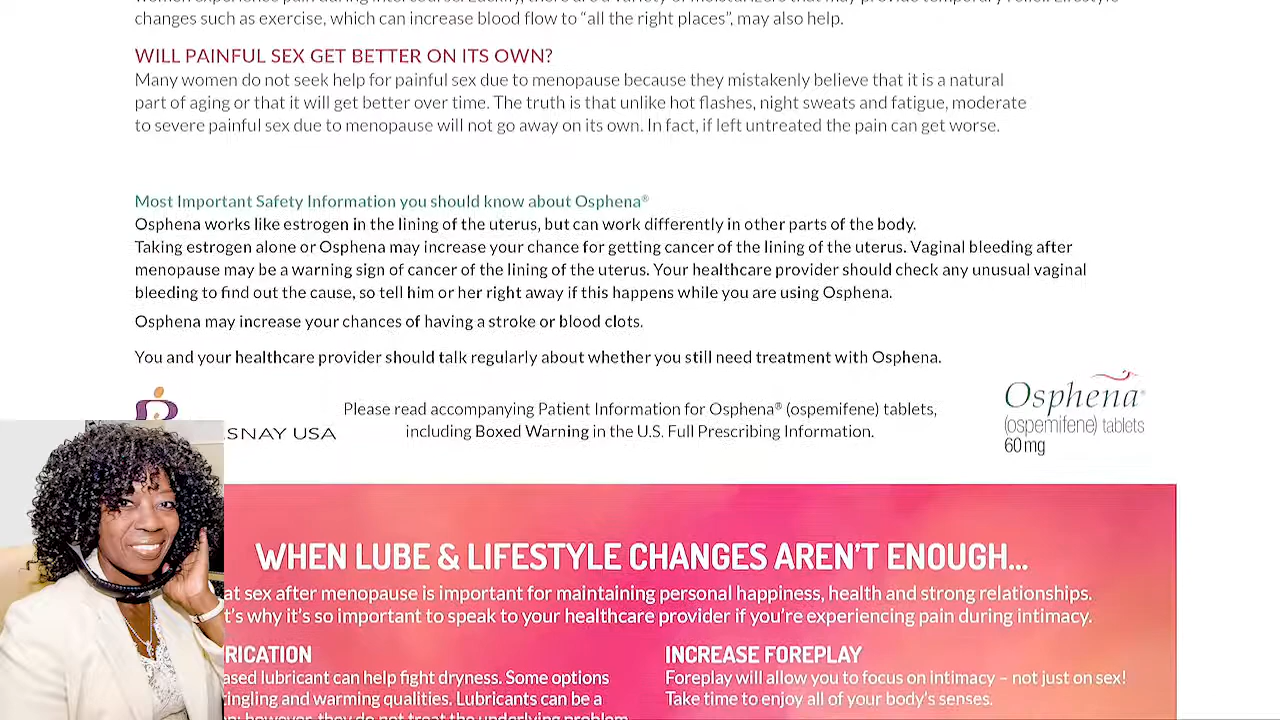 changes such as exercise, which can increase blood flow to “all the right places”, may also help.
WILL PAINFUL SEX GET BETTER ON ITS OWN?
Many women do not seek help for painful sex due to menopause because they mistakenly believe that it is a natural
part of aging or that it will get better over time. The truth is that unlike hot flashes, night sweats and fatigue, moderate
to severe painful sex due to menopause will not go away on its own. In fact, if left untreated the pain can get worse.
Most Important Safety Information you should know about Osphena®
Osphena works like estrogen in the lining of the uterus, but can work differently in other parts of the body.
Taking estrogen alone or Osphena may increase your chance for getting cancer of the lining of the uterus. Vaginal bleeding after
menopause may be a warning sign of cancer of the lining of the uterus. Your healthcare provider should check any unusual vaginal
bleeding to find out the cause, so tell him or her right away if this happens while you are using Osphena.
Osphena may increase your chances of having a stroke or blood clots.
You and your healthcare provider should talk regularly about whether you still need treatment with Osphena.
SNAY USA
Please read accompanying Patient Information for Osphena® (ospemifene) tablets,
including Boxed Warning in the U.S. Full Prescribing Information.
Osphena®
(ospemifene) tablets
60 mg
WHEN LUBE & LIFESTYLE CHANGES AREN’T ENOUGH...
at sex after menopause is important for maintaining personal happiness, health and strong relationships.
t’s why it’s so important to speak to your healthcare provider if you’re experiencing pain during intimacy.
RICATION
ased lubricant can help fight dryness. Some options
tingling and warming qualities. Lubricants can be a
however, they do not treat the underlying problem
INCREASE FOREPLAY
Foreplay will allow you to focus on intimacy – not just on sex!
Take time to enjoy all of your body’s senses.